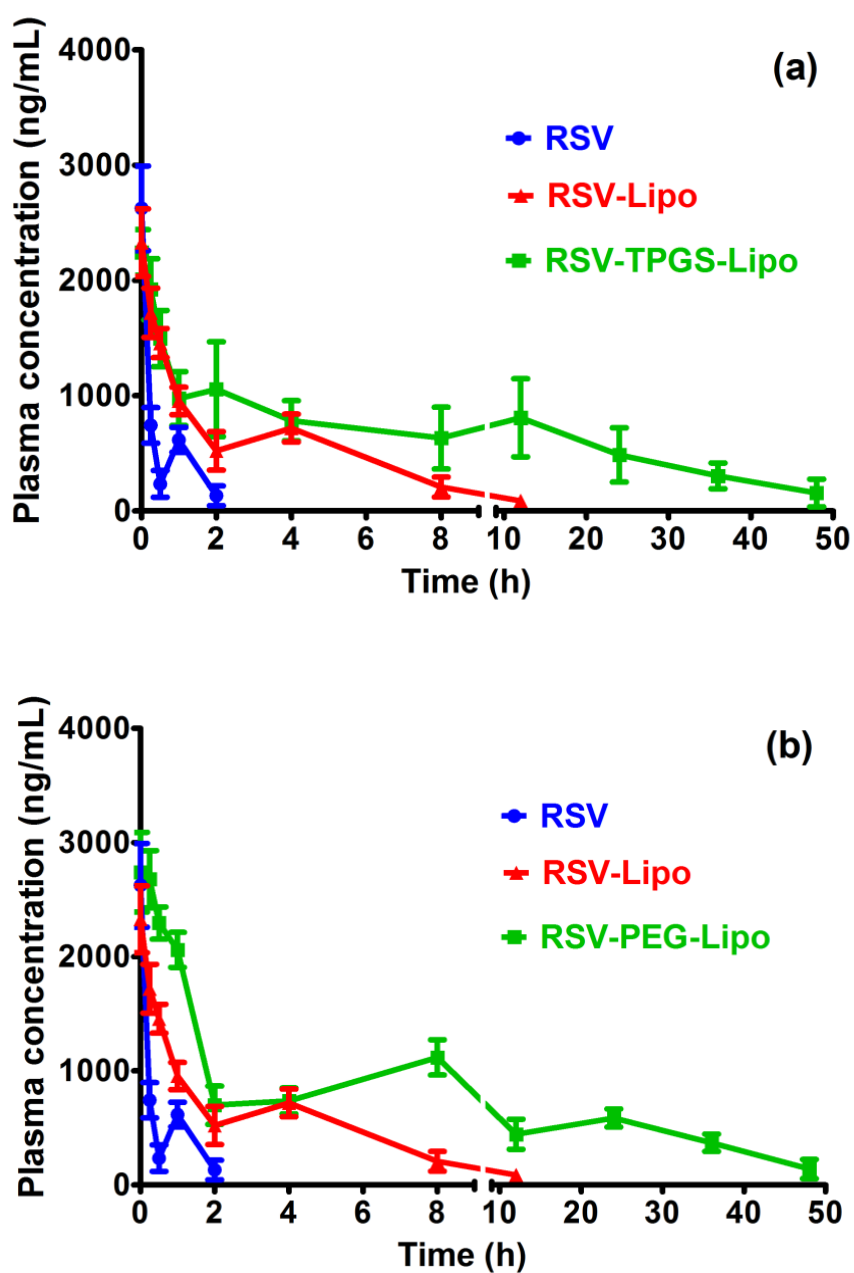 (a)
Plasma concentration (ng/mL)
4000
3000
2000
1000
0
RSV
RSV-Lipo
RSV-TPGS-Lipo
0 2 4 6 8 10 20 30 40 50
Time (h)
(b)
Plasma concentration (ng/mL)
4000
3000
2000
1000
0
RSV
RSV-Lipo
RSV-PEG-Lipo
0 2 4 6 8 10 20 30 40 50
Time (h)